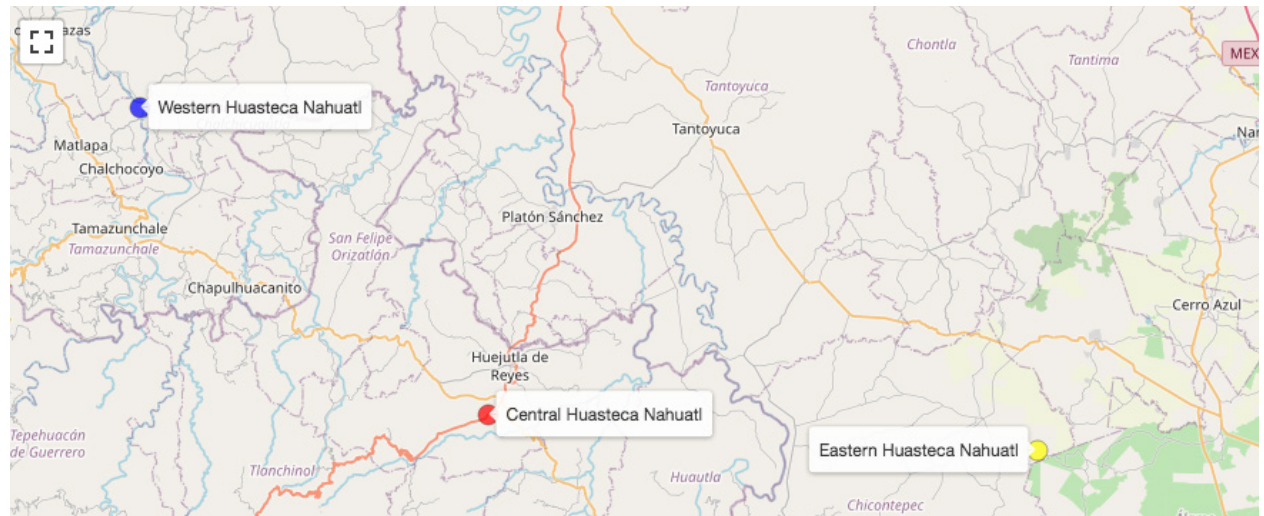 Chontla
Tantima
MEX
Western Huasteca Nahuatl
Tantoyuca
Tantoyuca
Matlapa
Chalchocoyo
Platón Sánchez
Tamazunchale
Tamazunchale
San Felipe
Orizatlán
Chapulhuacanito
Cerro Azul
Huejutla de
Reyes
Central Huasteca Nahuatl
Tepehuacán
de Guerrero
Tlanchinol
Eastern Huasteca Nahuatl
Huautla
Chicontepec